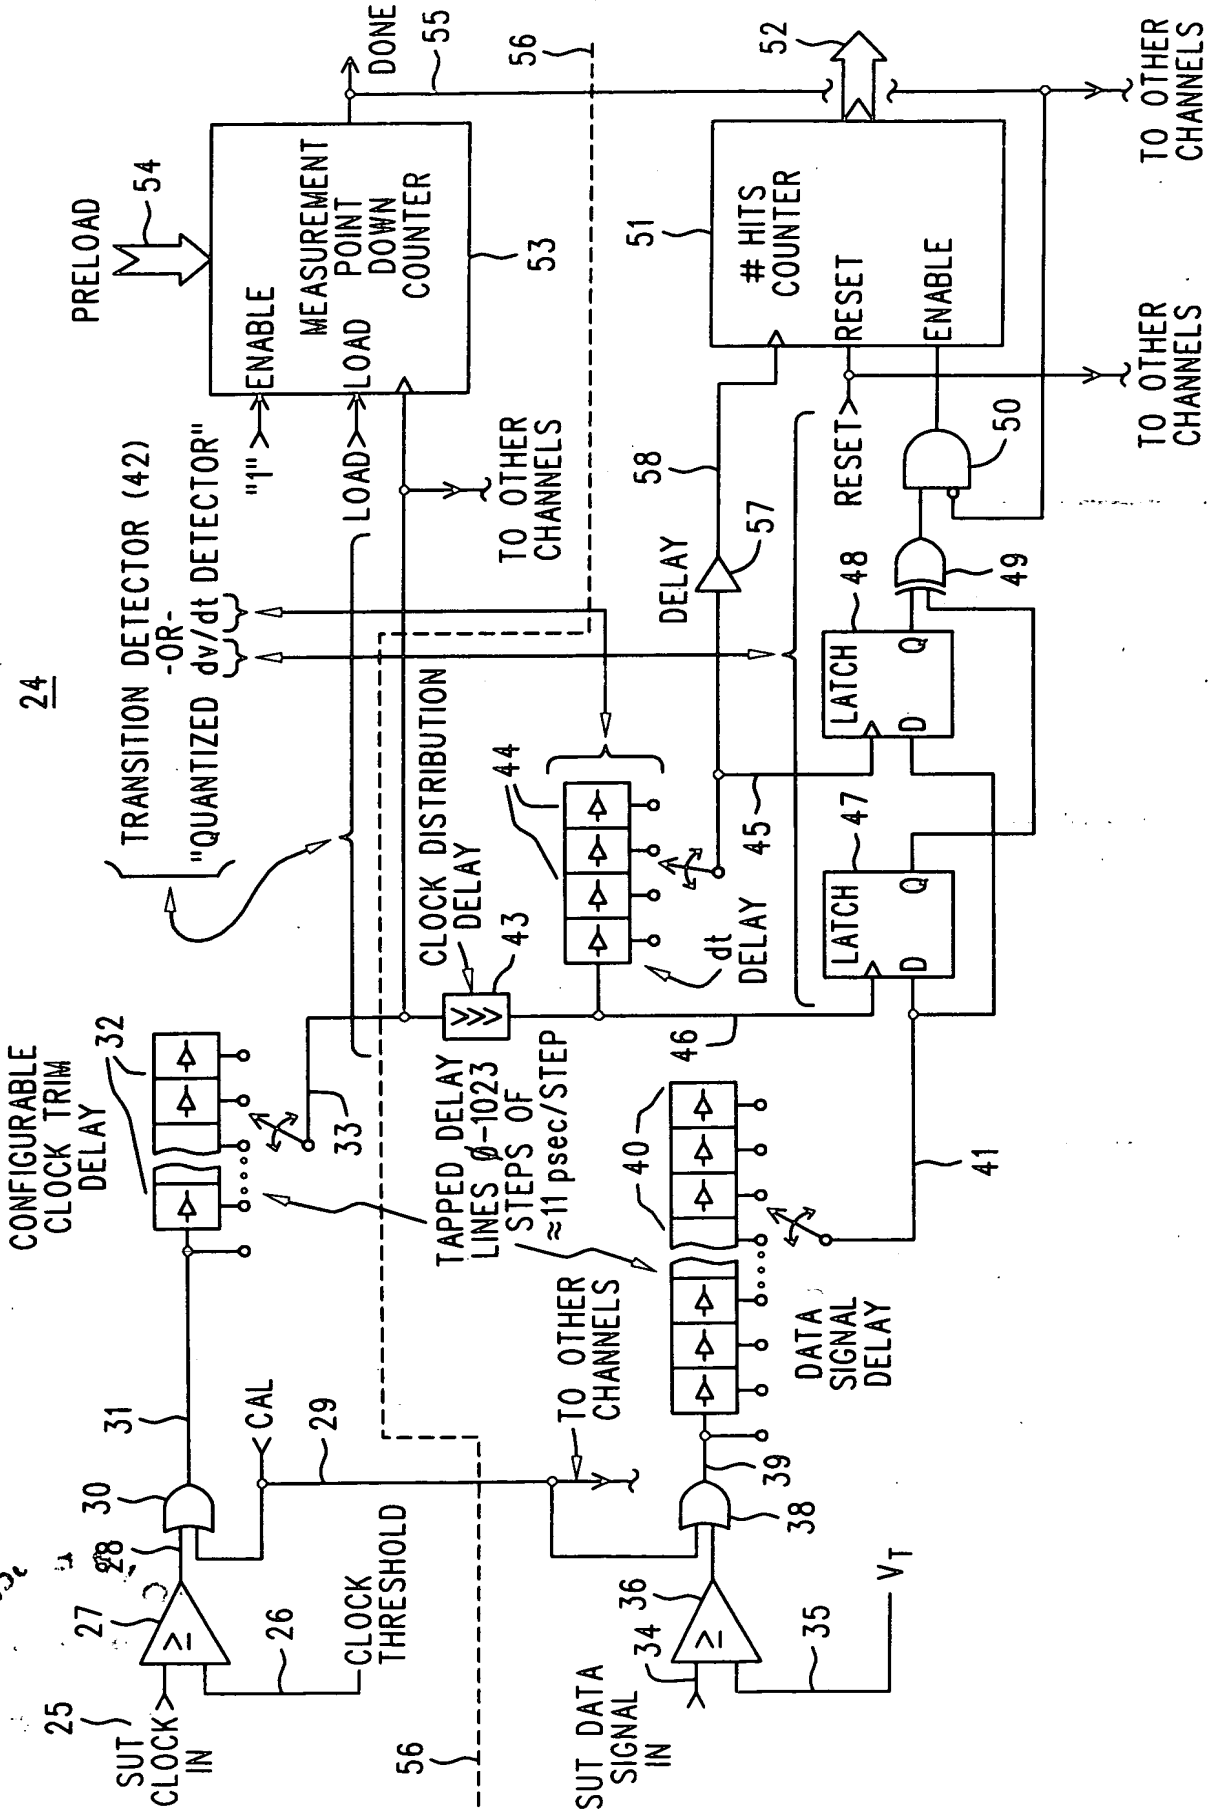 24
TRANSITION DETECTOR (42)
-OR-
"QUANTIZED dv/dt DETECTOR"
PRELOAD
54
"1"
ENABLE
LOAD
LOAD
MEASUREMENT
POINT
DOWN
COUNTER
53
DONE
55
56
TO OTHER
CHANNELS
CONFIGURABLE
CLOCK TRIM
DELAY
32
33
CLOCK DISTRIBUTION
DELAY
43
25
SUT
CLOCK
IN
27
28
30
31
26
CLOCK
THRESHOLD
CAL
29
56
TO OTHER
CHANNELS
TAPPED DELAY
LINES Ø-1023
STEPS OF
≈11 psec/STEP
44
dt
DELAY
46
45
DELAY
57
58
SUT DATA
SIGNAL
IN
34
36
35
VT
38
39
40
DATA
SIGNAL
DELAY
41
LATCH
D
Q
47
LATCH
D
Q
48
49
50
RESET
51
# HITS
COUNTER
RESET
ENABLE
52
TO OTHER
CHANNELS
TO OTHER
CHANNELS